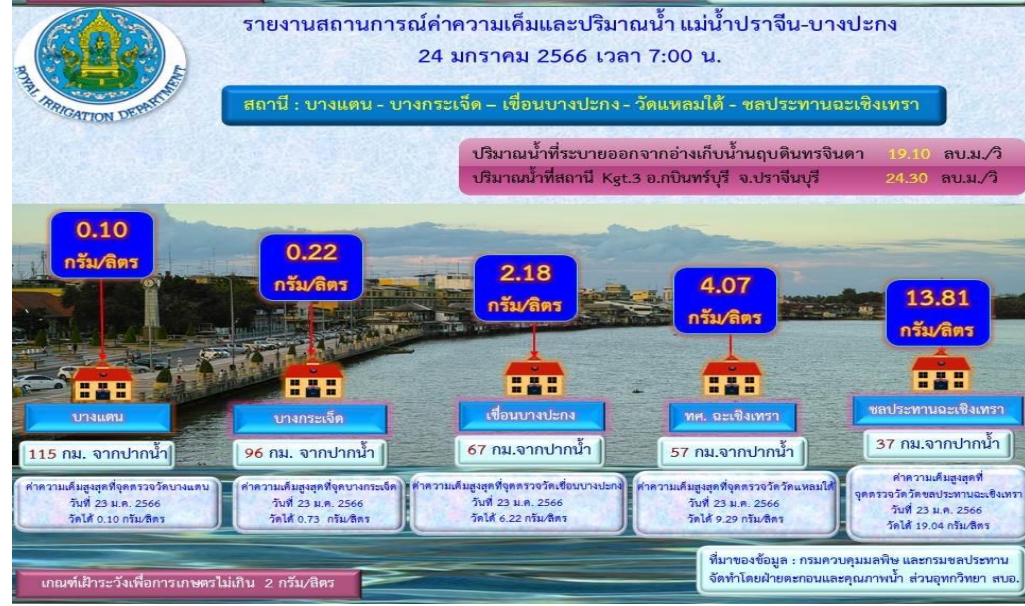 รายงานสถานการณ์ค่าความเค็มและปริมาณน้ำ แม่น้ำปราจีน-บางปะกง
24 มกราคม 2566 เวลา 7:00 น.
ROYAL IRRIGATION DEPARTMENT
สถานี : บางแตน - บางกระเจ็ด – เขื่อนบางปะกง - วัดแหลมใต้ - ชลประทานฉะเชิงเทรา
ปริมาณน้ำที่ระบายออกจากอ่างเก็บน้ำนฤบดินทรจินดา 19.10 ลบ.ม./วิ
ปริมาณน้ำที่สถานี Kgt.3 อ.กบินทร์บุรี จ.ปราจีนบุรี 24.30 ลบ.ม./วิ
0.10
กรัม/ลิตร
0.22
กรัม/ลิตร
2.18
กรัม/ลิตร
4.07
กรัม/ลิตร
13.81
กรัม/ลิตร
บางแตน
บางกระเจ็ด
เขื่อนบางปะกง
ทศ. ฉะเชิงเทรา
ชลประทานฉะเชิงเทรา
115 กม. จากปากน้ำ
96 กม. จากปากน้ำ
67 กม.จากปากน้ำ
57 กม.จากปากน้ำ
37 กม.จากปากน้ำ
ค่าความเค็มสูงสุดที่จุดตรวจวัดบางแตน
วันที่ 23 ม.ค. 2566
วัดได้ 0.10 กรัม/ลิตร
ค่าความเค็มสูงสุดที่จุดบางกระเจ็ด
วันที่ 23 ม.ค. 2566
วัดได้ 0.73 กรัม/ลิตร
ค่าความเค็มสูงสุดที่จุดตรวจวัดเขื่อนบางปะกง
วันที่ 23 ม.ค. 2566
วัดได้ 6.22 กรัม/ลิตร
ค่าความเค็มสูงสุดที่จุดตรวจวัดวัดแหลมใต้
วันที่ 23 ม.ค. 2566
วัดได้ 9.29 กรัม/ลิตร
ค่าความเค็มสูงสุดที่
จุดตรวจวัดวัดชลประทานฉะเชิงเทรา
วันที่ 23 ม.ค. 2566
วัดได้ 19.04 กรัม/ลิตร
เกณฑ์เฝ้าระวังเพื่อการเกษตรไม่เกิน 2 กรัม/ลิตร
ที่มาของข้อมูล : กรมควบคุมมลพิษ และกรมชลประทาน
จัดทำโดยฝ่ายตะกอนและคุณภาพน้ำ ส่วนอุทกวิทยา สบอ.